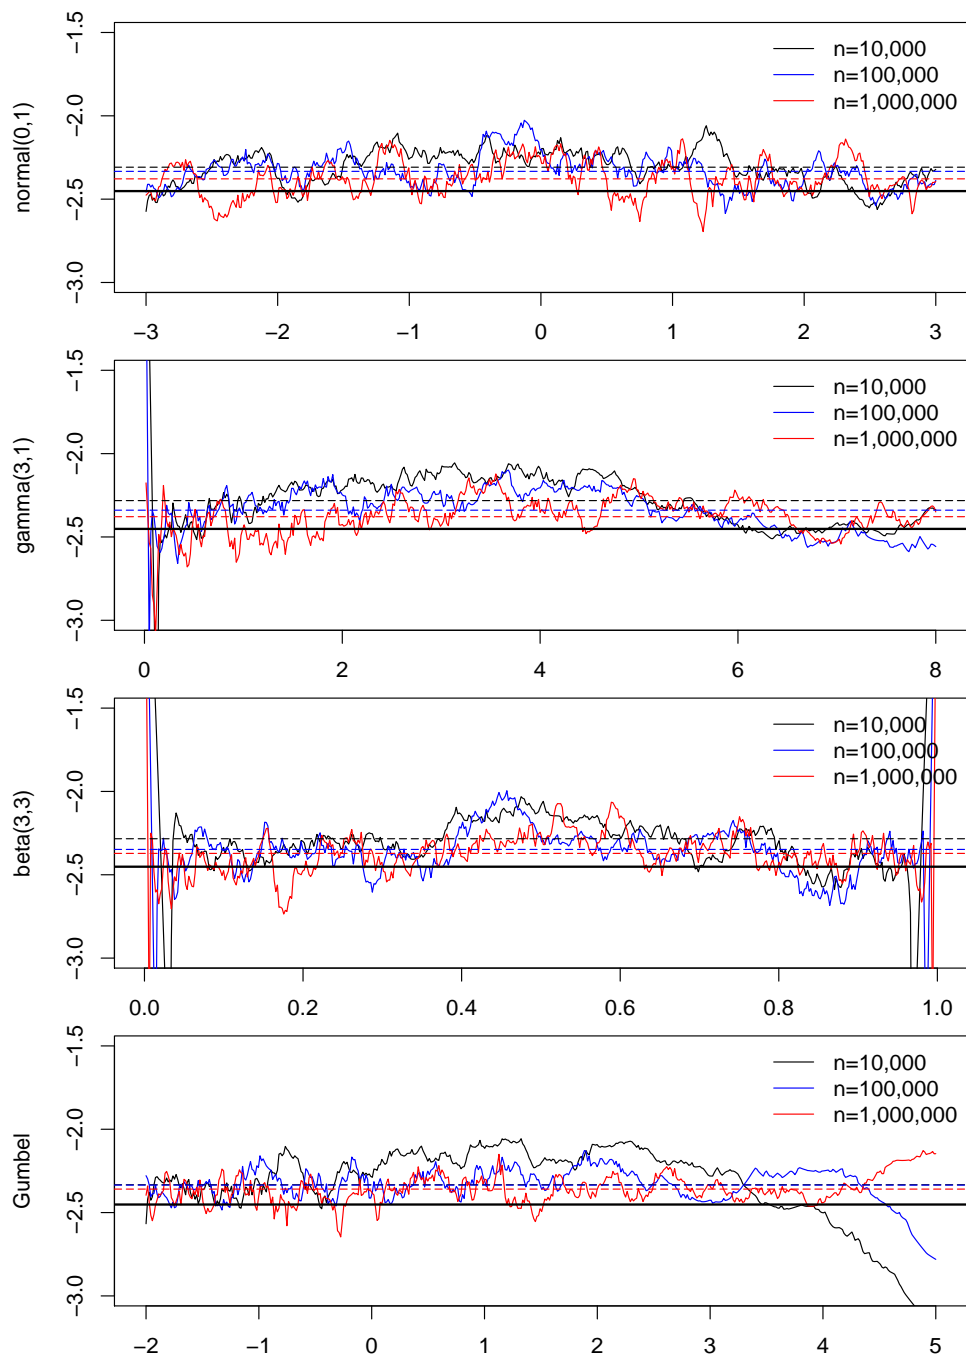 normal(0,1)
−1.5
−2.0
−2.5
−3.0
n=10,000
n=100,000
n=1,000,000
−3 −2 −1 0 1 2 3
gamma(3,1)
−1.5
−2.0
−2.5
−3.0
n=10,000
n=100,000
n=1,000,000
0 2 4 6 8
beta(3,3)
−1.5
−2.0
−2.5
−3.0
n=10,000
n=100,000
n=1,000,000
0.0 0.2 0.4 0.6 0.8 1.0
Gumbel
−1.5
−2.0
−2.5
−3.0
n=10,000
n=100,000
n=1,000,000
−2 −1 0 1 2 3 4 5